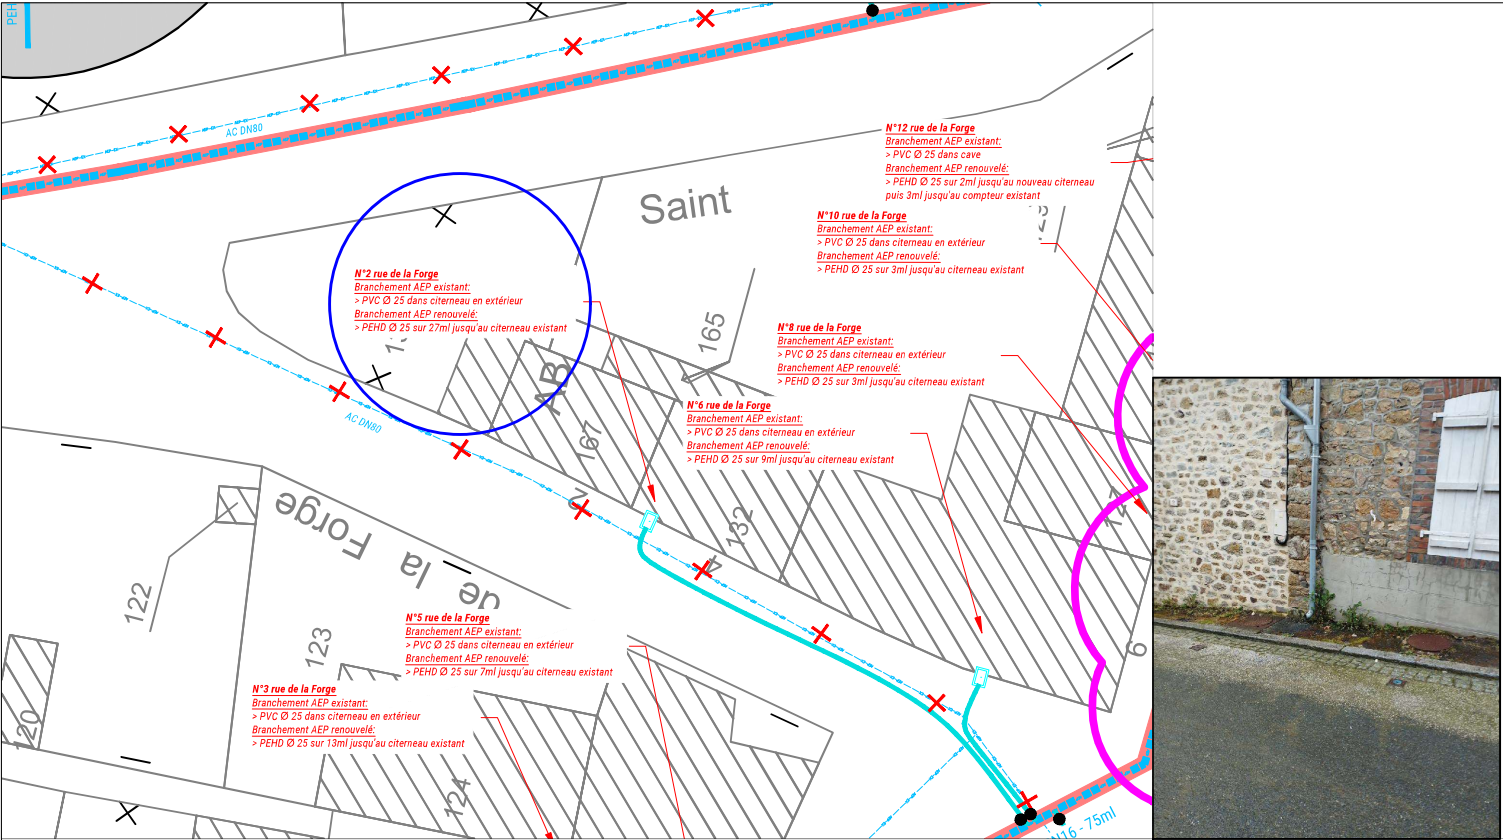 PEH
AC DN80
N°12 rue de la Forge
Branchement AEP existant:
> PVC Ø 25 dans cave
Branchement AEP renouvelé:
> PEHD Ø 25 sur 2ml jusqu'au nouveau citerneau
puis 3ml jusqu'au compteur existant
Saint
N°10 rue de la Forge
Branchement AEP existant:
> PVC Ø 25 dans citerneau en extérieur
Branchement AEP renouvelé:
> PEHD Ø 25 sur 3ml jusqu'au citerneau existant
N°2 rue de la Forge
Branchement AEP existant:
> PVC Ø 25 dans citerneau en extérieur
Branchement AEP renouvelé:
> PEHD Ø 25 sur 27ml jusqu'au citerneau existant
165
N°8 rue de la Forge
Branchement AEP existant:
> PVC Ø 25 dans citerneau en extérieur
Branchement AEP renouvelé:
> PEHD Ø 25 sur 3ml jusqu'au citerneau existant
AB
AC DN80
167
N°6 rue de la Forge
Branchement AEP existant:
> PVC Ø 25 dans citerneau en extérieur
Branchement AEP renouvelé:
> PEHD Ø 25 sur 9ml jusqu'au citerneau existant
2
132
4
de la Forge
122
123
6
N°5 rue de la Forge
Branchement AEP existant:
> PVC Ø 25 dans citerneau en extérieur
Branchement AEP renouvelé:
> PEHD Ø 25 sur 7ml jusqu'au citerneau existant
N°3 rue de la Forge
Branchement AEP existant:
> PVC Ø 25 dans citerneau en extérieur
Branchement AEP renouvelé:
> PEHD Ø 25 sur 13ml jusqu'au citerneau existant
120
124
N16 - 75ml